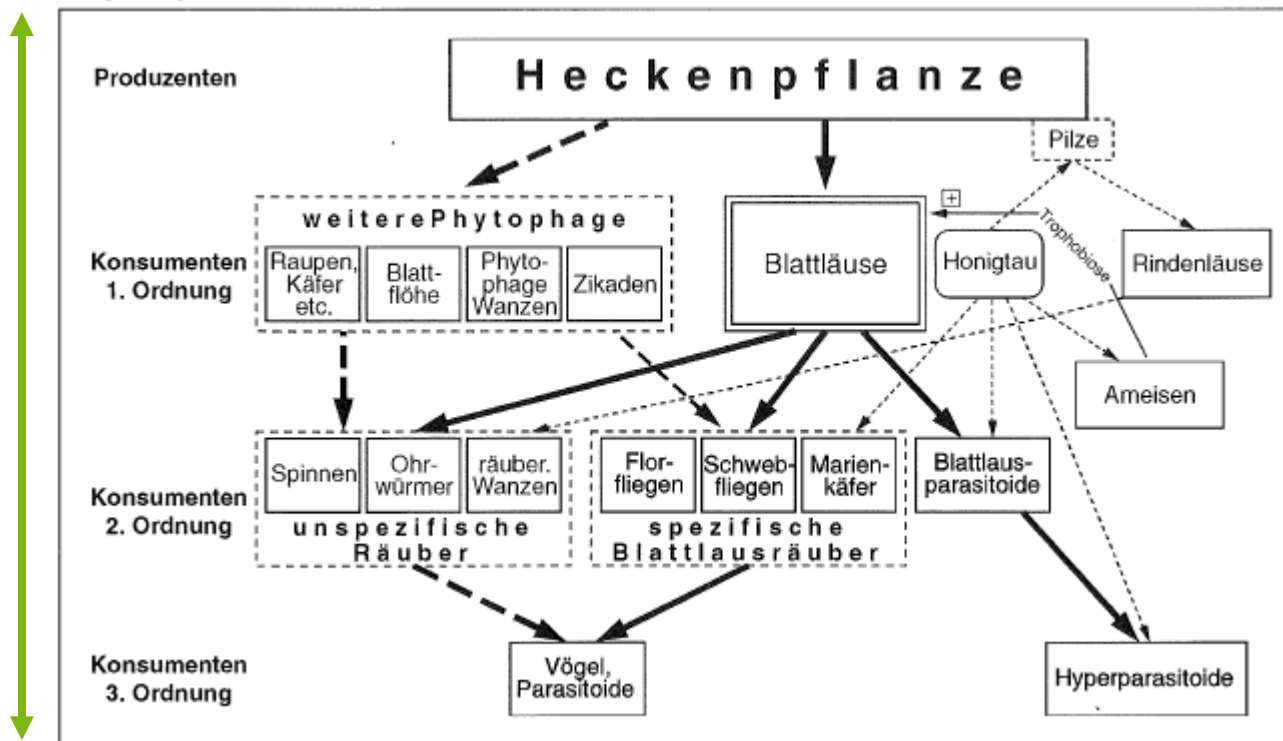 Produzenten
Heckenpflanze
Pilze
weiterePhytophage
+
Trophobiose
Konsumenten
1. Ordnung
Raupen,
Käfer
etc.
Blatt-
flöhe
Phyto-
phage
Wanzen
Zikaden
Blattläuse
Honigtau
Rindenläuse
Ameisen
Konsumenten
2. Ordnung
Spinnen
Ohr-
würmer
räuber.
Wanzen
unspezifische
Räuber
Flor-
fliegen
Schweb-
fliegen
Marien-
käfer
spezifische
Blattlausräuber
Blattlaus-
parasitoide
Konsumenten
3. Ordnung
Vögel,
Parasitoide
Hyperparasitoide